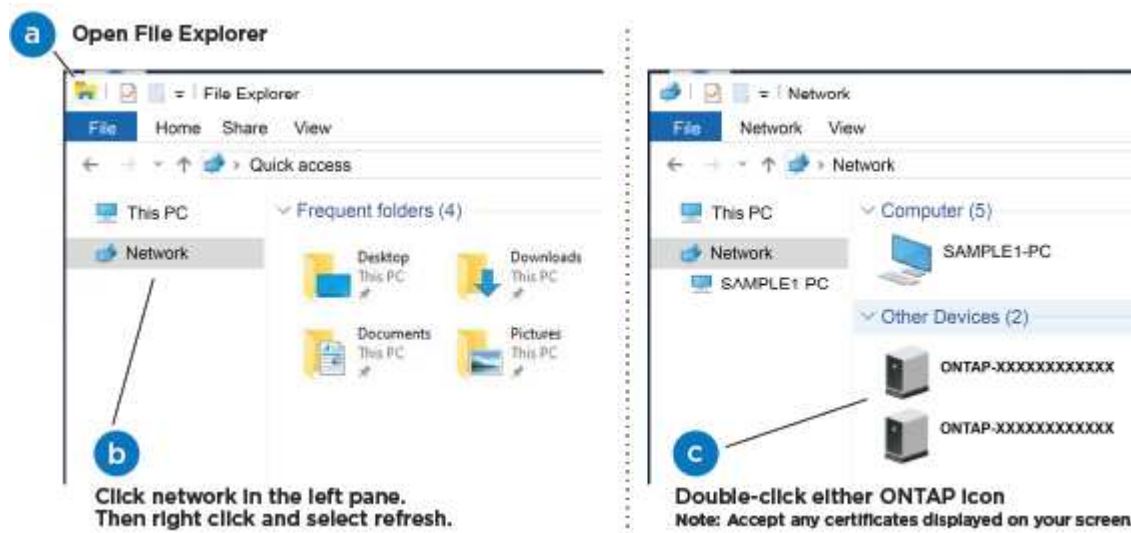 a Open File Explorer
File Explorer
File Home Share View
Quick access
This PC
Network
Frequent folders (4)
Desktop
This PC
Downloads
This PC
Documents
This PC
Pictures
This PC
b
Click network in the left pane.
Then right click and select refresh.
Network
File Network View
Network
This PC
Network
SAMPLE1 PC
Computer (5)
SAMPLE1-PC
Other Devices (2)
ONTAP-XXXXXXXXXXXX
ONTAP-XXXXXXXXXXXX
c
Double-click either ONTAP icon
Note: Accept any certificates displayed on your screen